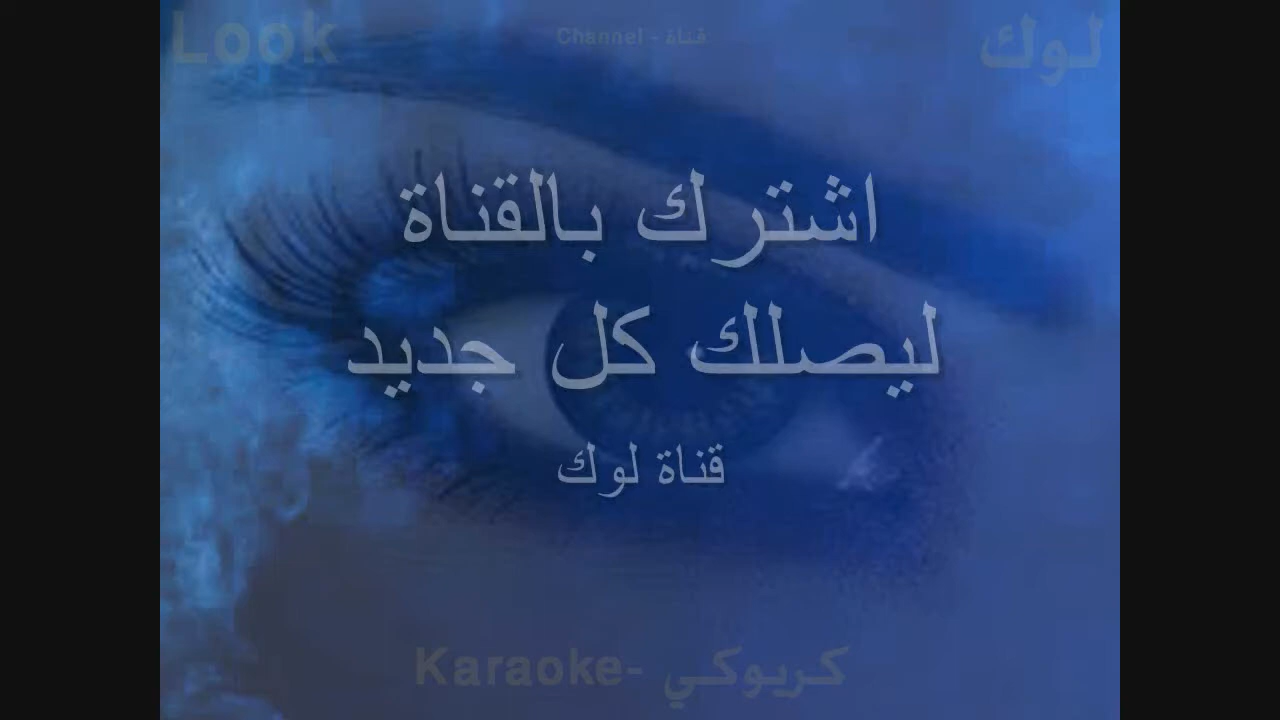 Look
Channel - قناة
لوك
اشترك بالقناة
ليصلك كل جديد
قناة لوك
Karaoke- كريوكي